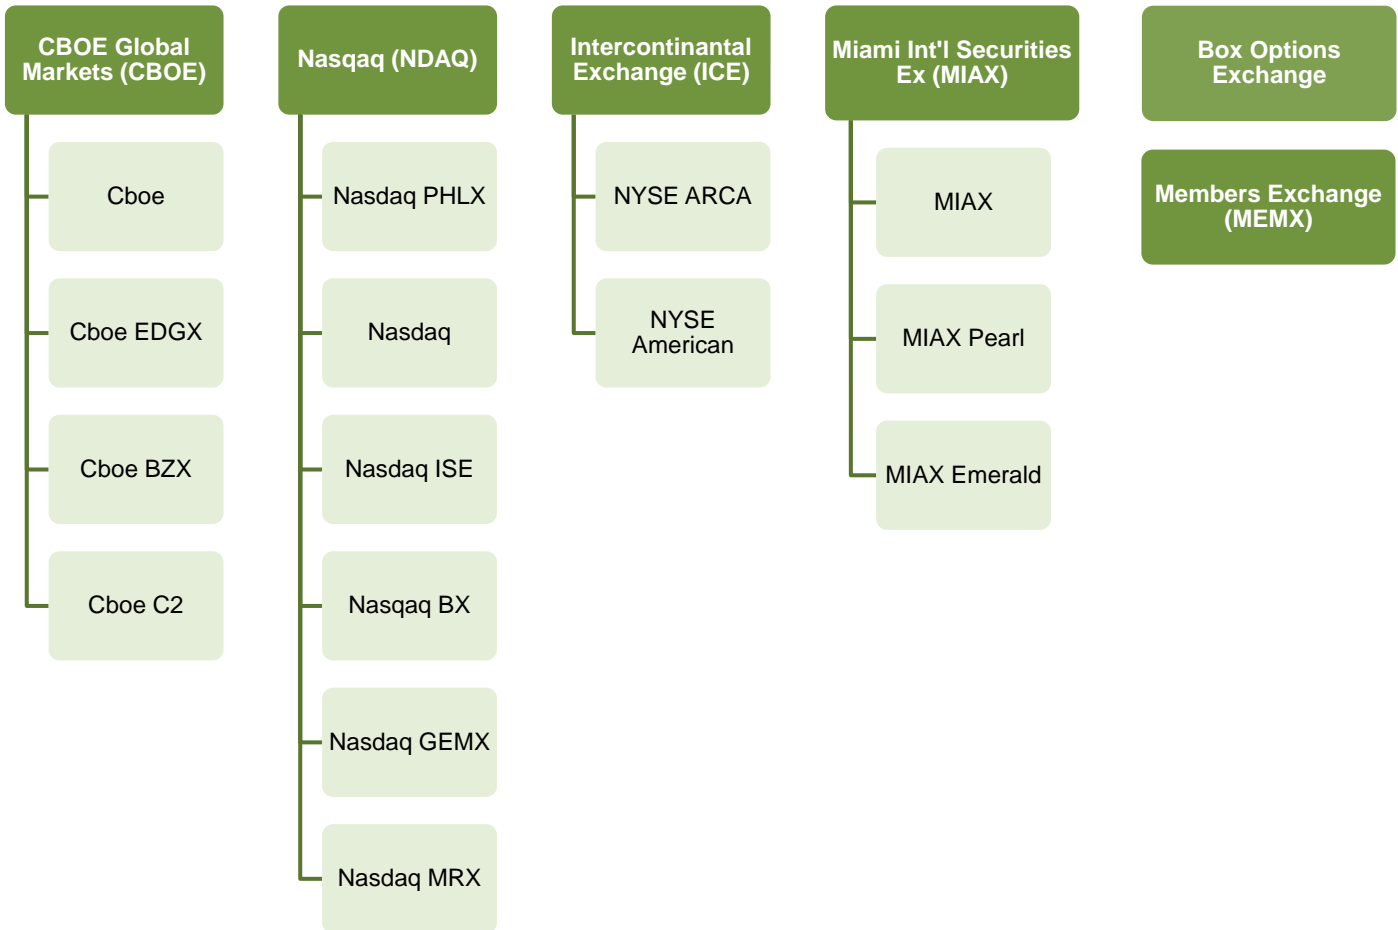 CBOE Global
Markets (CBOE)
Cboe
Cboe EDGX
Cboe BZX
Cboe C2
Nasqaq (NDAQ)
Nasdaq PHLX
Nasdaq
Nasdaq ISE
Nasqaq BX
Nasdaq GEMX
Nasdaq MRX
Intercontinantal
Exchange (ICE)
NYSE ARCA
NYSE
American
Miami Int'l Securities
Ex (MIAX)
MIAX
MIAX Pearl
MIAX Emerald
Box Options
Exchange
Members Exchange
(MEMX)